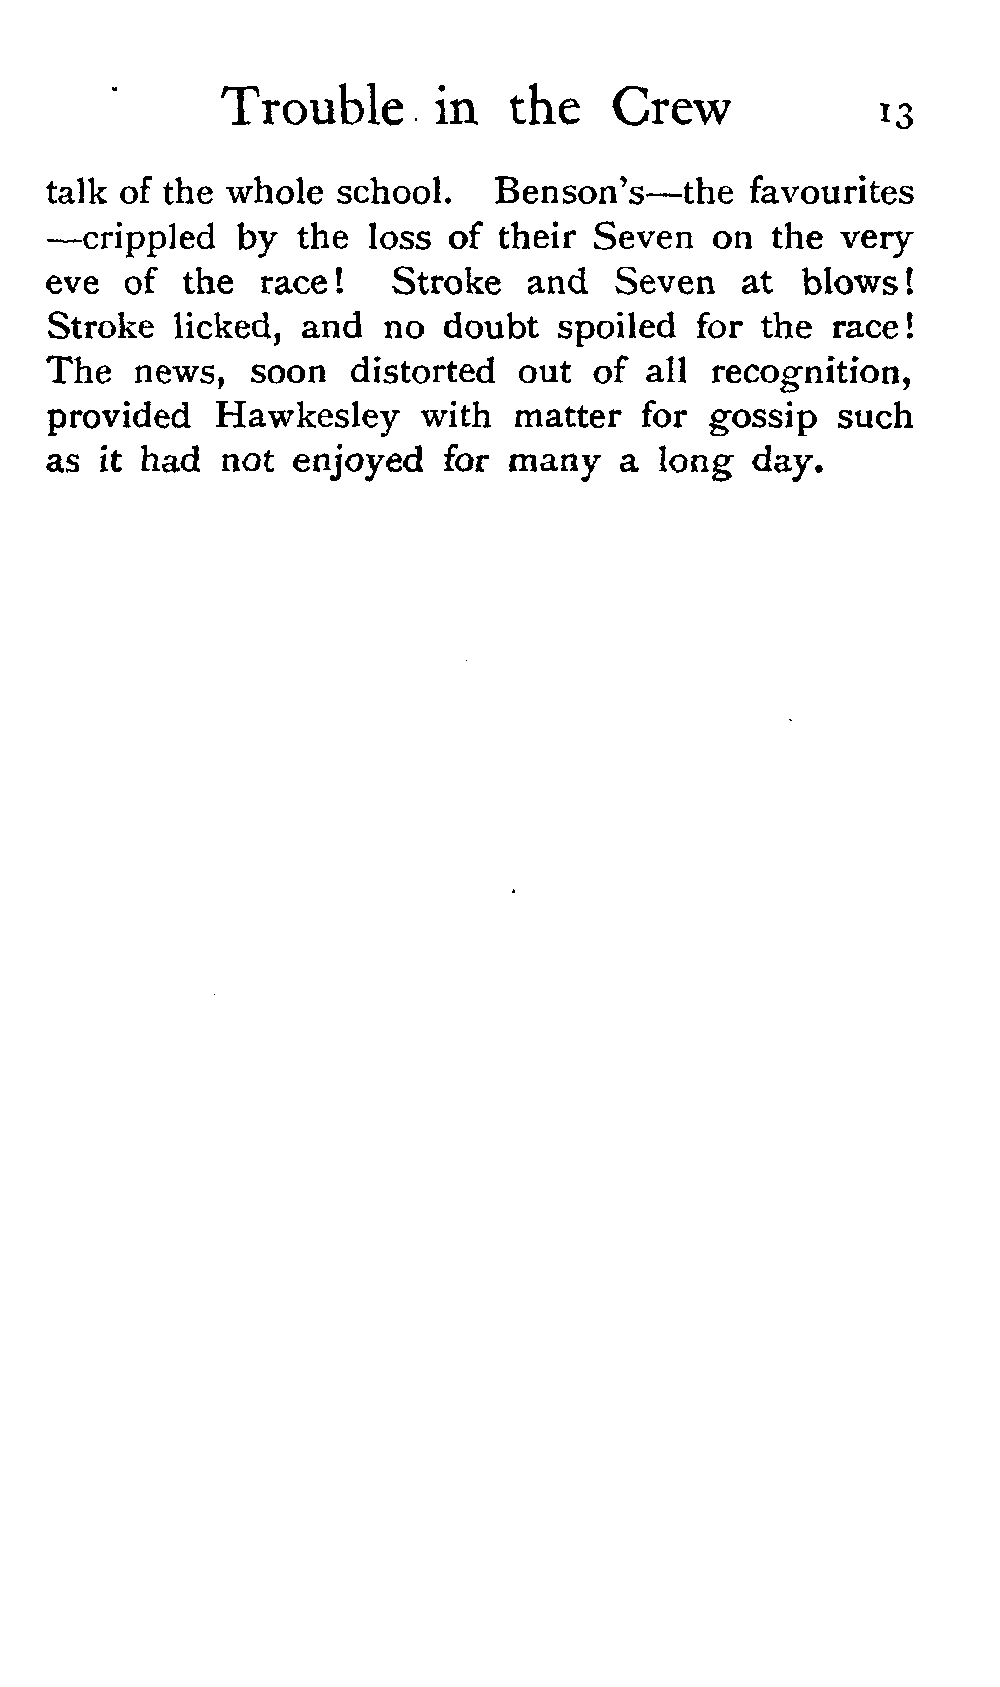 Trouble in the Crew 13
talk of the whole school. Benson's—the favourites
—crippled by the loss of their Seven on the very
eve of the race! Stroke and Seven at blows!
Stroke licked, and no doubt spoiled for the race!
The news, soon distorted out of all recognition,
provided Hawkesley with matter for gossip such
as it had not enjoyed for many a long day.